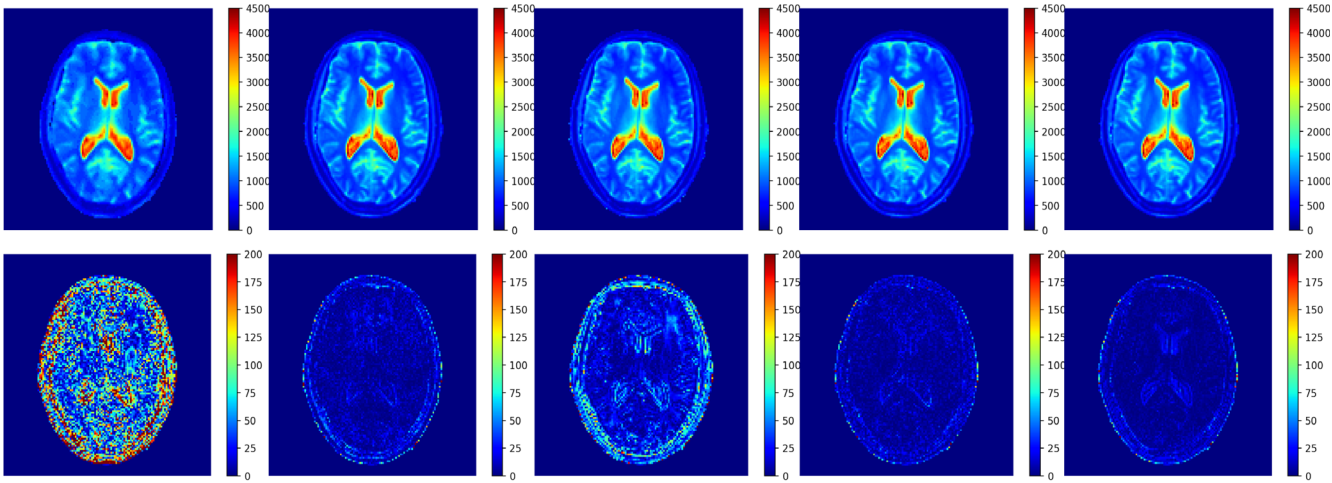 4500 4500 4500 4500 4500
4000 4000 4000 4000 4000
3500 3500 3500 3500 3500
3000 3000 3000 3000 3000
2500 2500 2500 2500 2500
2000 2000 2000 2000 2000
1500 1500 1500 1500 1500
1000 1000 1000 1000 1000
500 500 500 500 500
0 0 0 0 0
200 200 200 200 200
175 175 175 175 175
150 150 150 150 150
125 125 125 125 125
100 100 100 100 100
75 75 75 75 75
50 50 50 50 50
25 25 25 25 25
0 0 0 0 0